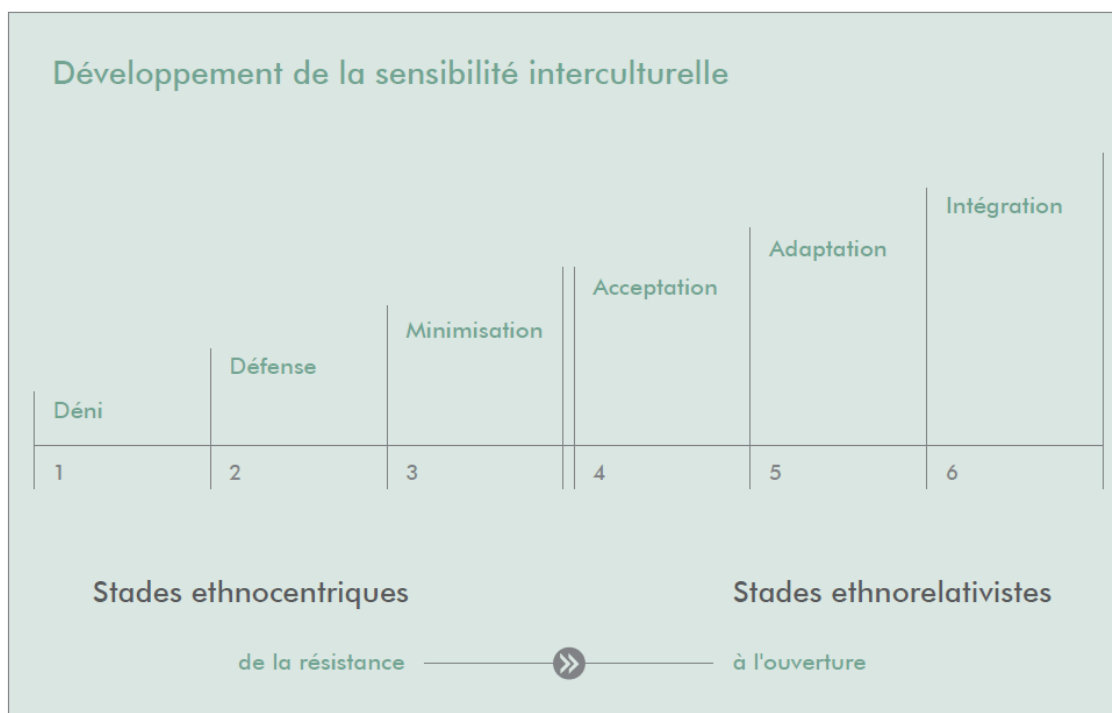 Développement de la sensibilité interculturelle
Intégration
Adaptation
Acceptation
Minimisation
Défense
Déni
1 2 3 4 5 6
Stades ethnocentriques Stades ethnorelativistes
de la résistance à l'ouverture